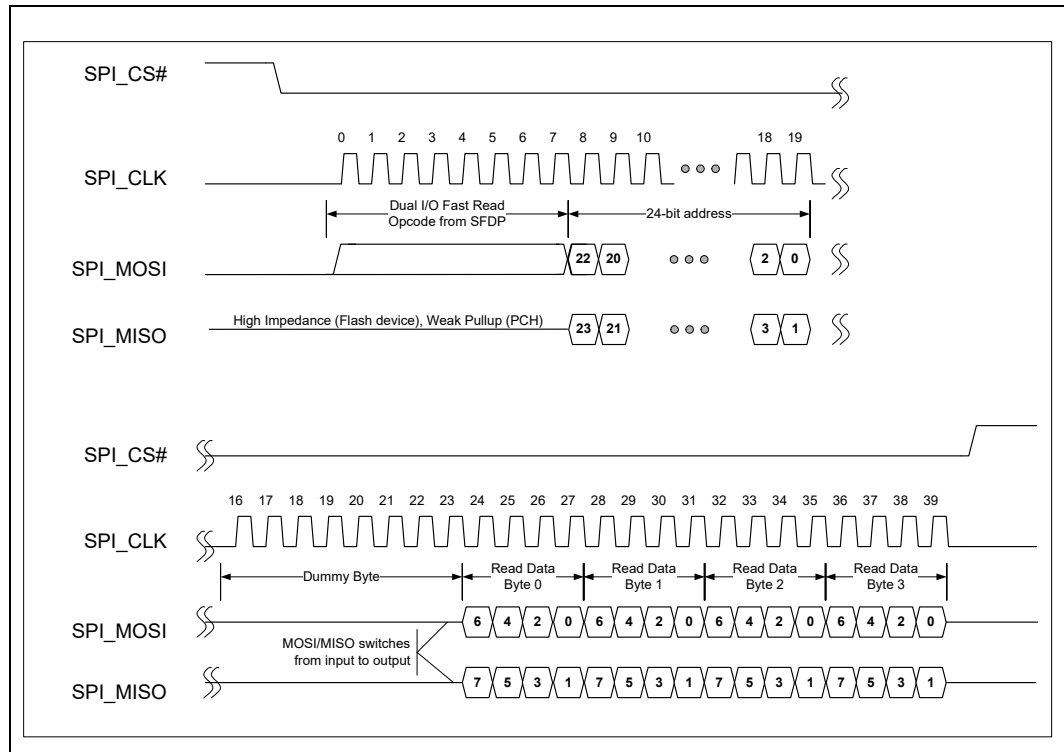 SPI_CS#
0 1 2 3 4 5 6 7 8 9 10 18 19
SPI_CLK
Dual I/O Fast Read
Opcode from SFDP
24-bit address
SPI_MOSI
22 20 2 0
High Impedance (Flash device), Weak Pullup (PCH)
SPI_MISO
23 21 3 1
SPI_CS#
16 17 18 19 20 21 22 23 24 25 26 27 28 29 30 31 32 33 34 35 36 37 38 39
SPI_CLK
Dummy Byte
Read Data
Byte 0
Read Data
Byte 1
Read Data
Byte 2
Read Data
Byte 3
SPI_MOSI
6 4 2 0 6 4 2 0 6 4 2 0 6 4 2 0
MOSI/MISO switches
from input to output
SPI_MISO
7 5 3 1 7 5 3 1 7 5 3 1 7 5 3 1